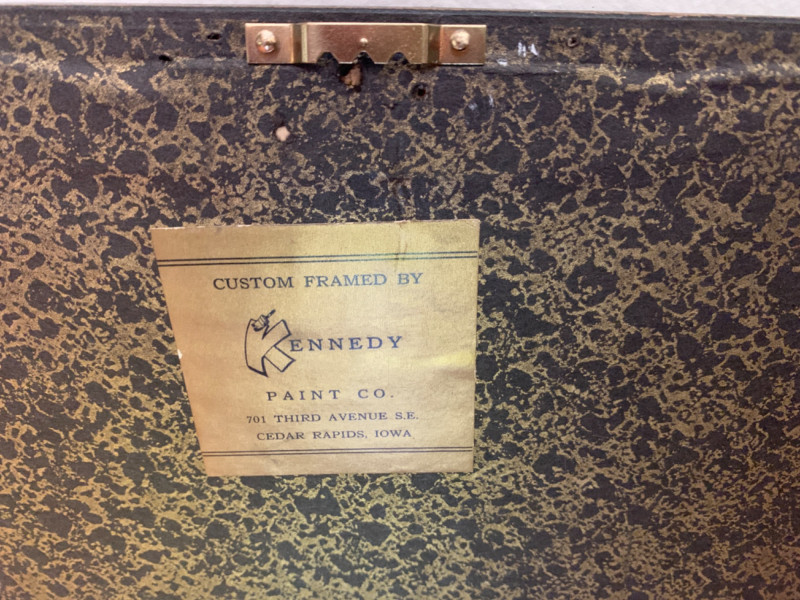 CUSTOM FRAMED BY
KENNEDY
PAINT CO.
701 THIRD AVENUE S.E.
CEDAR RAPIDS, IOWA